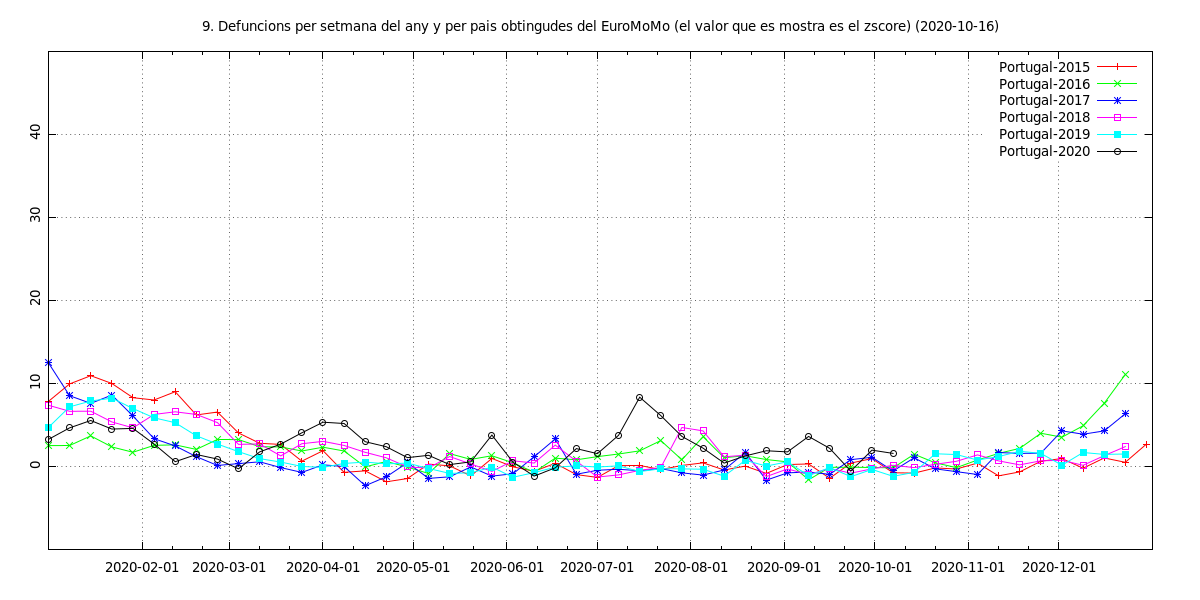 9. Defuncions per setmana del any y per pais obtingudes del EuroMoMo (el valor que es mostra es el zscore) (2020-10-16)
Portugal-2015
Portugal-2016
Portugal-2017
Portugal-2018
Portugal-2019
Portugal-2020
40
30
20
10
0
2020-02-01 2020-03-01 2020-04-01 2020-05-01 2020-06-01 2020-07-01 2020-08-01 2020-09-01 2020-10-01 2020-11-01 2020-12-01